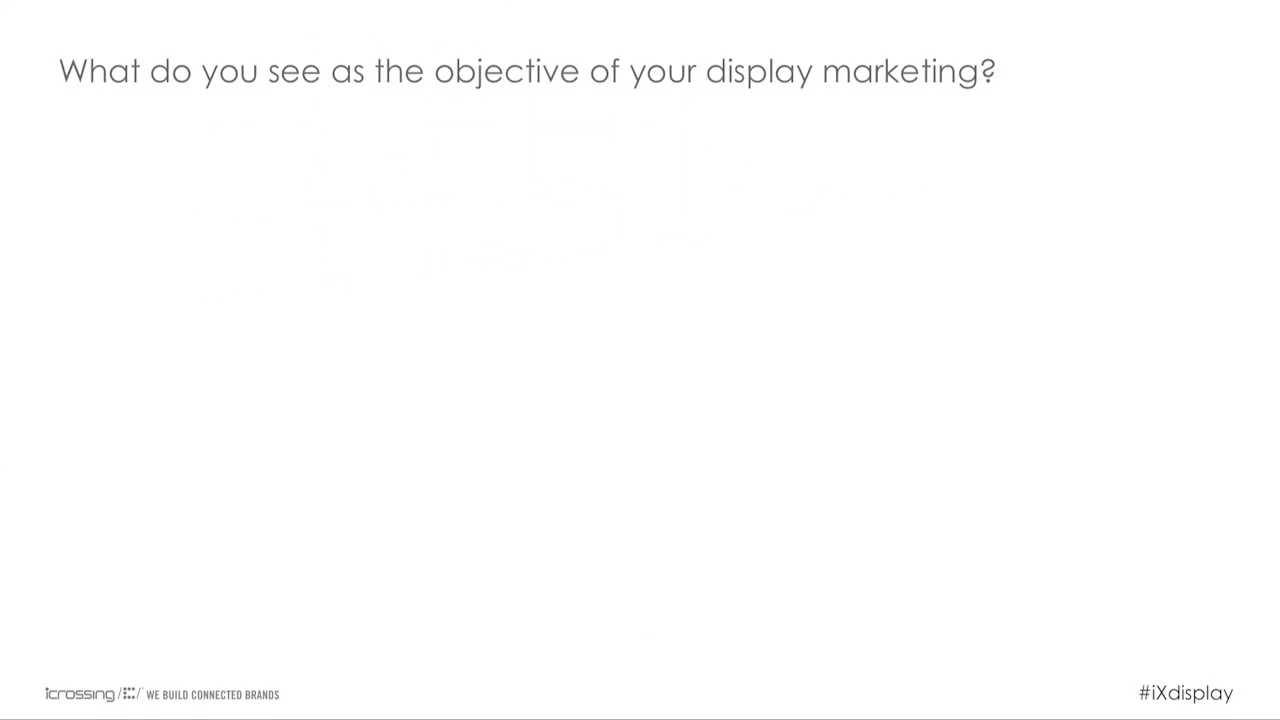 What do you see as the objective of your display marketing?
icrossing WE BUILD CONNECTED BRANDS
#iXdisplay